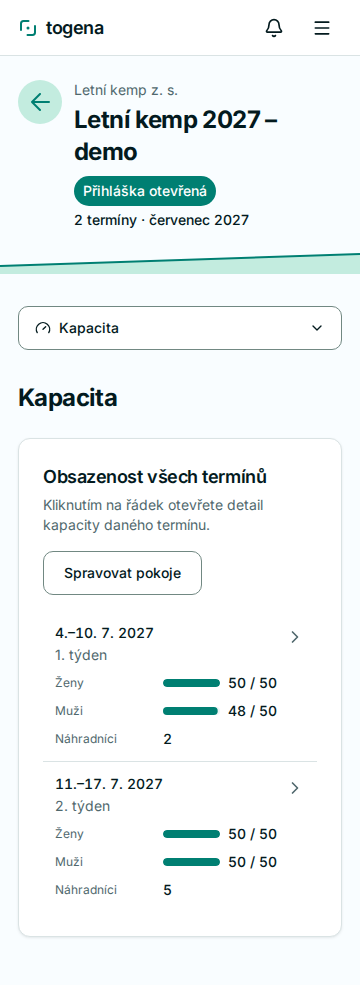 togena
Letní kemp z. s.
Letní kemp 2027 –
demo
Přihláška otevřená
2 termíny · červenec 2027
Kapacita
Kapacita
Obsazenost všech termínů
Kliknutím na řádek otevřete detail
kapacity daného termínu.
Spravovat pokoje
4.–10. 7. 2027
1. týden
Ženy 50 / 50
Muži 48 / 50
Náhradníci 2
11.–17. 7. 2027
2. týden
Ženy 50 / 50
Muži 50 / 50
Náhradníci 5